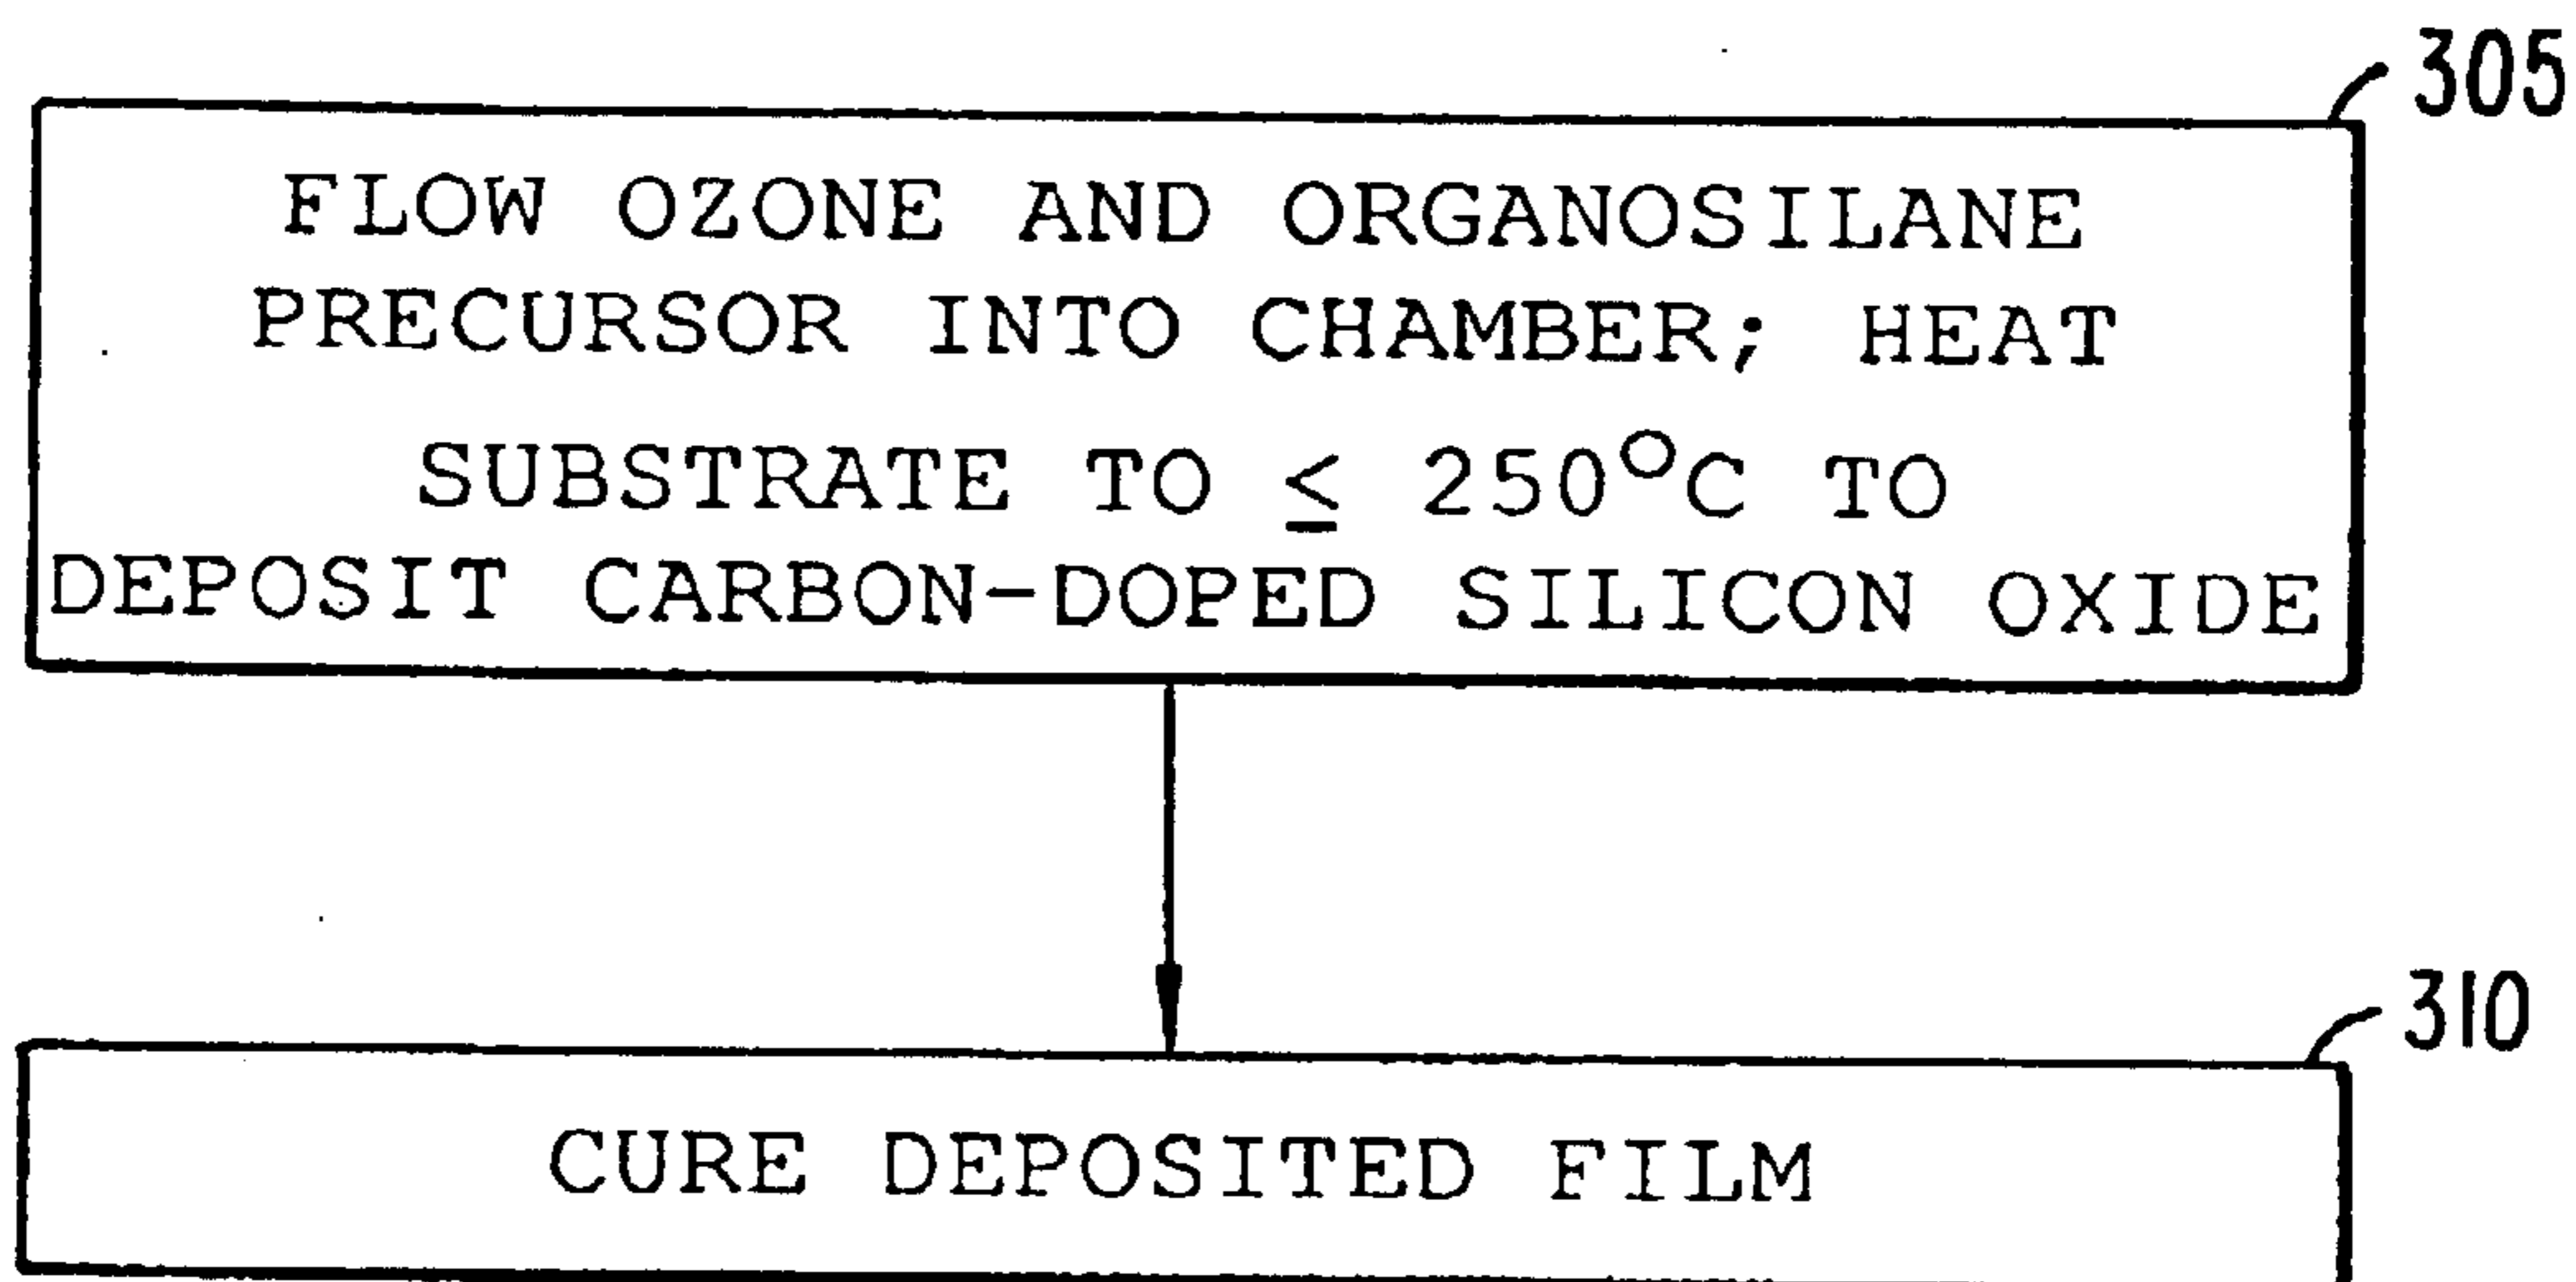 305
FLOW OZONE AND ORGANOSILANE
PRECURSOR INTO CHAMBER; HEAT
SUBSTRATE TO ≤ 250°C TO
DEPOSIT CARBON-DOPED SILICON OXIDE
310
CURE DEPOSITED FILM